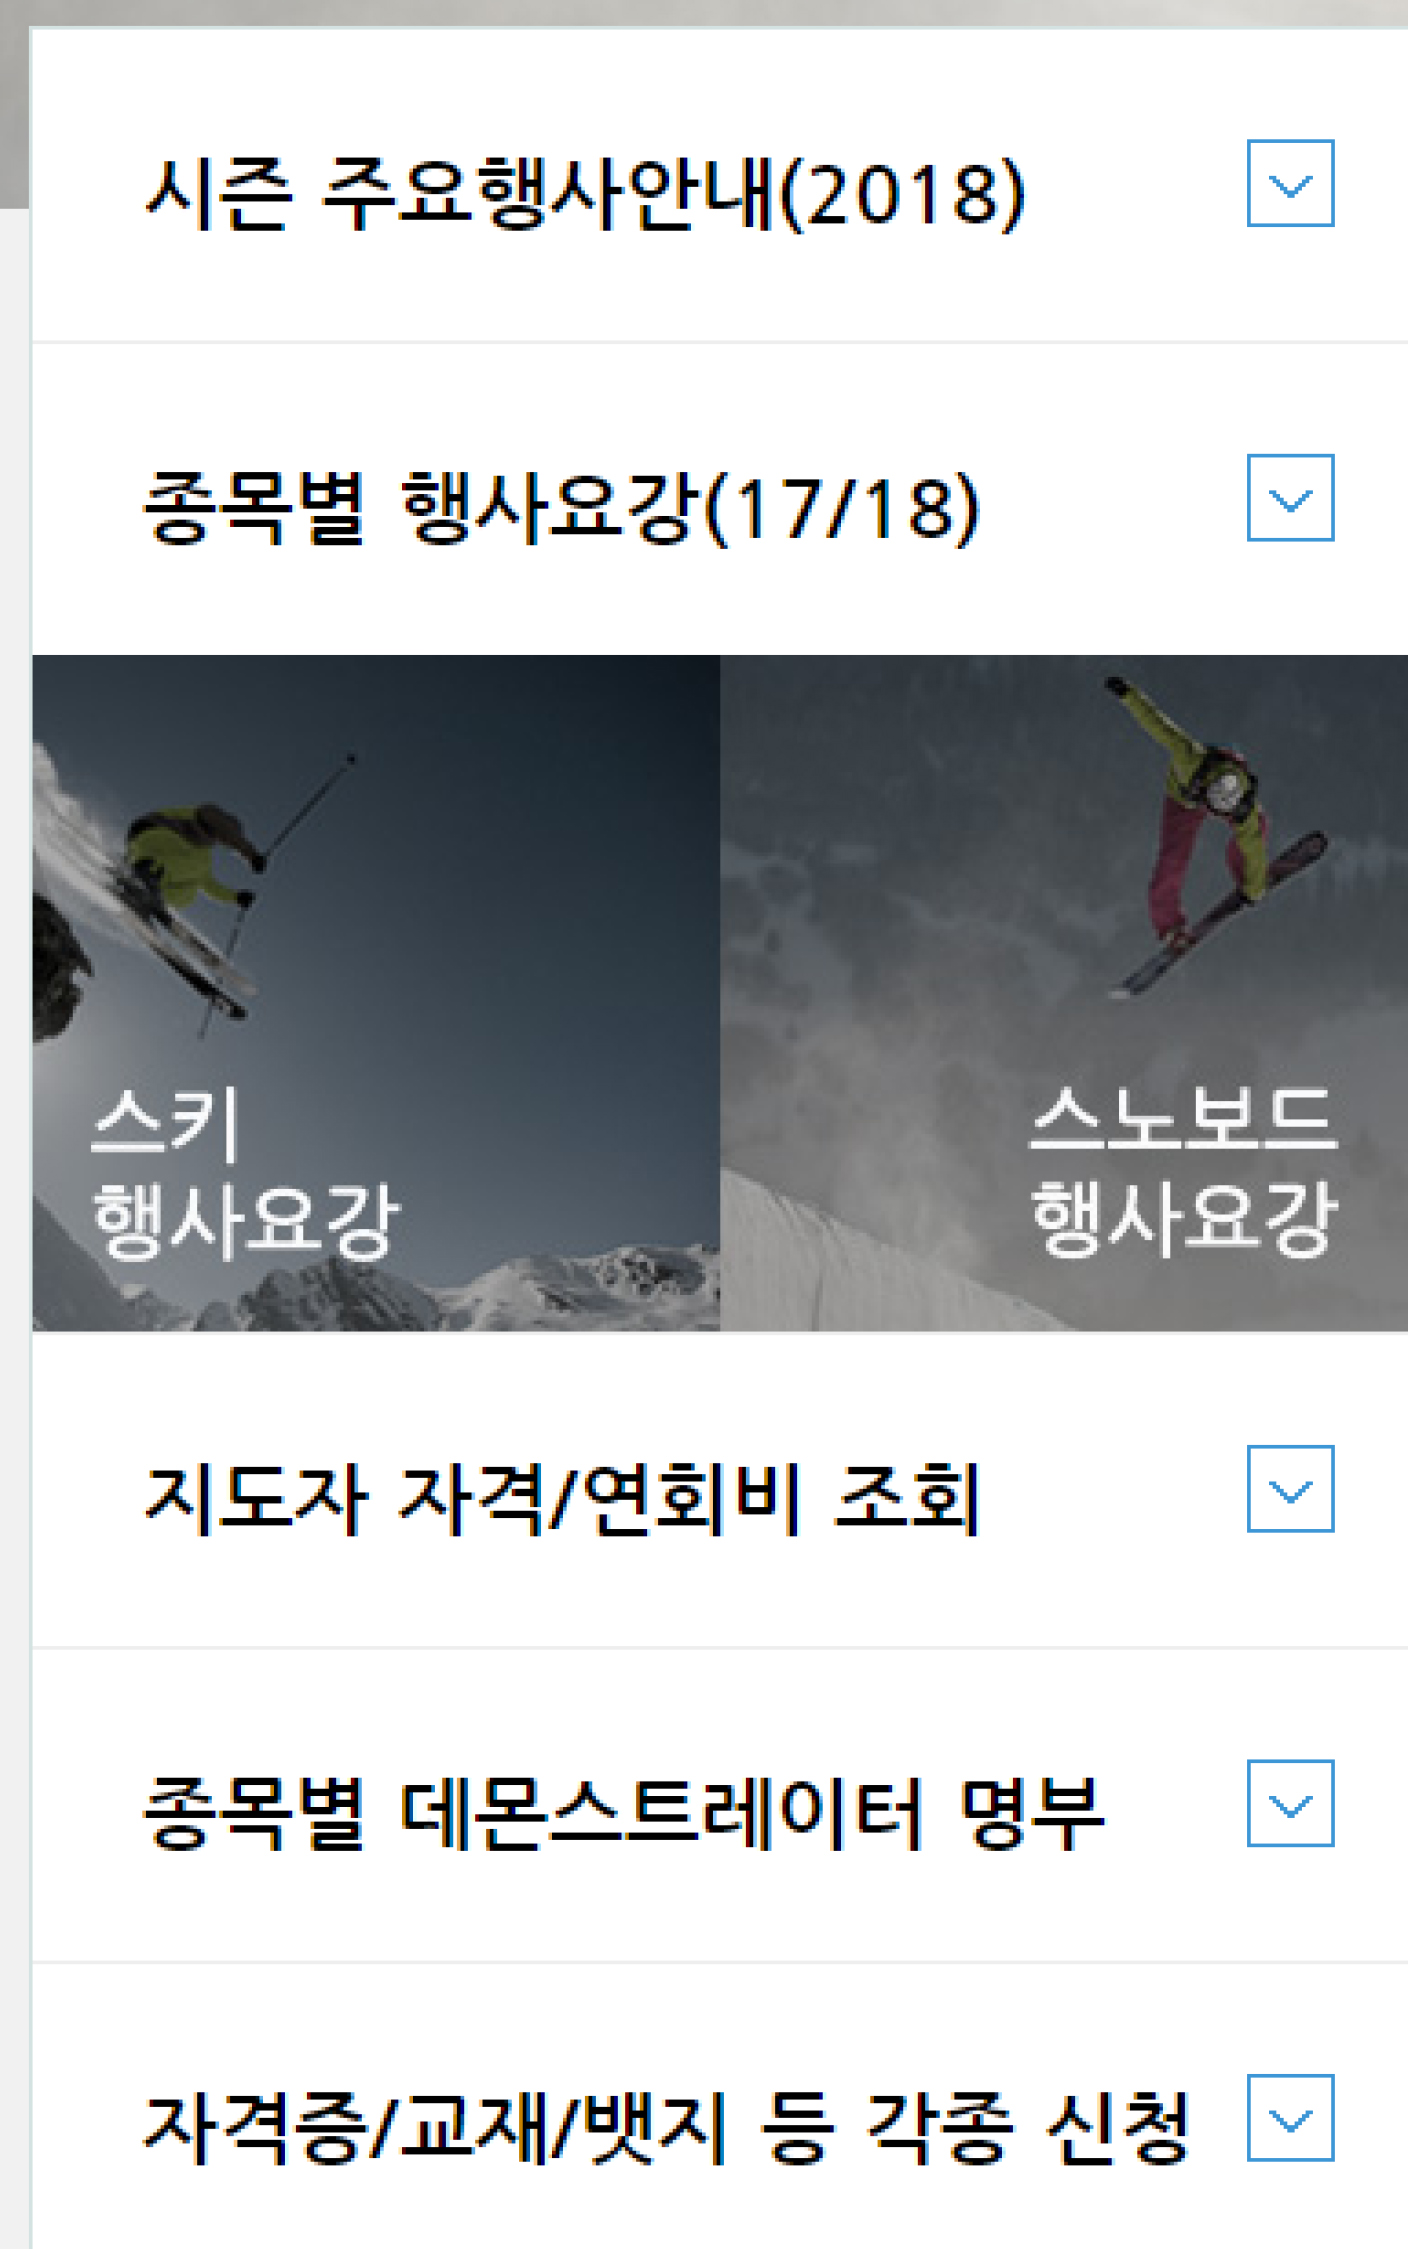 시즌 주요행사안내(2018)
종목별 행사요강(17/18)
스키
행사요강
스노보드
행사요강
지도자 자격/연회비 조회
종목별 데몬스트레이터 명부
자격증/교재/뱃지 등 각종 신청